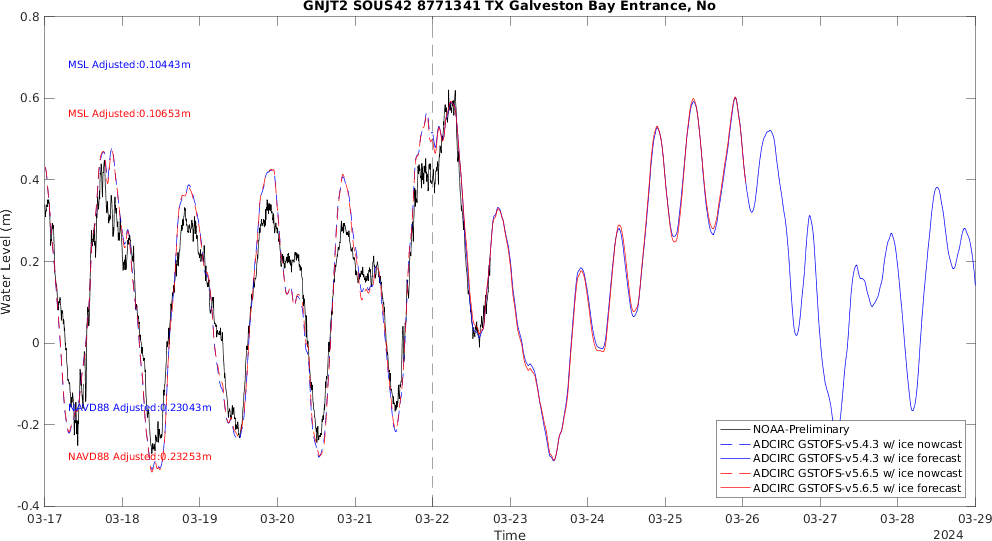 GNJT2 SOUS42 8771341 TX Galveston Bay Entrance, No
0.8
MSL Adjusted:0.10443m
0.6
MSL Adjusted:0.10653m
0.4
0.2
Water Level (m)
0
NAVD88 Adjusted:0.23043m
-0.2
NAVD88 Adjusted:0.23253m
-0.4
NOAA-Preliminary
ADCIRC GSTOFS-v5.4.3 w/ ice nowcast
ADCIRC GSTOFS-v5.4.3 w/ ice forecast
ADCIRC GSTOFS-v5.6.5 w/ ice nowcast
ADCIRC GSTOFS-v5.6.5 w/ ice forecast
03-17 03-18 03-19 03-20 03-21 03-22 03-23 03-24 03-25 03-26 03-27 03-28 03-29
Time
2024